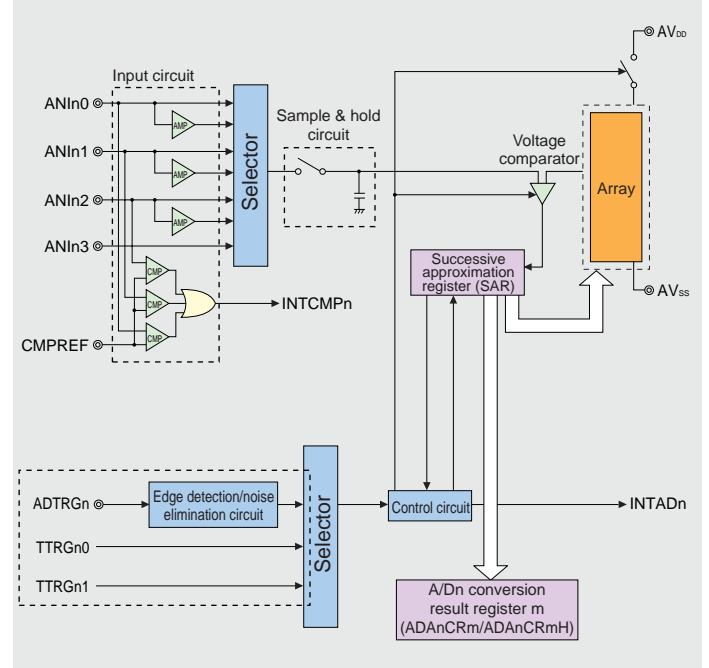 AVDD
Input circuit
ANIn0
AMP
Sample & hold
circuit
Selector
ANIn1
AMP
Voltage
comparator
Array
ANIn2
AMP
ANIn3
CMP
Successive
approximation
register (SAR)
CMP
INTCMPn
AVSS
CMP
CMPREF
ADTRGn
Edge detection/noise
elimination circuit
Selector
Control circuit
INTADn
TTRGn0
TTRGn1
A/Dn conversion
result register m
(ADAnCRm/ADAnCRmH)